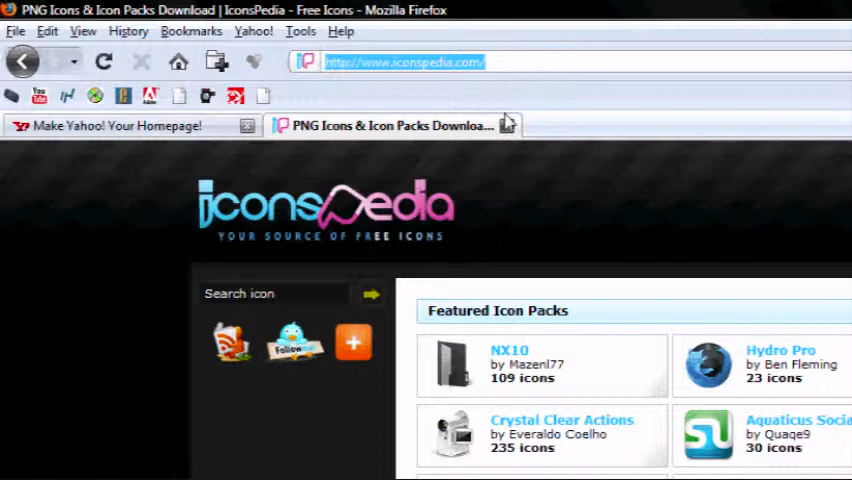 PNG Icons & Icon Packs Download | IconsPedia - Free Icons - Mozilla Firefox
File Edit View History Bookmarks Yahoo! Tools Help
http://www.iconspedia.com/
Make Yahoo! Your Homepage! PNG Icons & Icon Packs Downloa...
iconspedia
YOUR SOURCE OF FREE ICONS
Search icon
Follow
Featured Icon Packs
NX10
by Mazenl77
109 icons
Hydro Pro
by Ben Fleming
23 icons
Crystal Clear Actions
by Everaldo Coelho
235 icons
Aquaticus Socia
by Quaqe9
30 icons